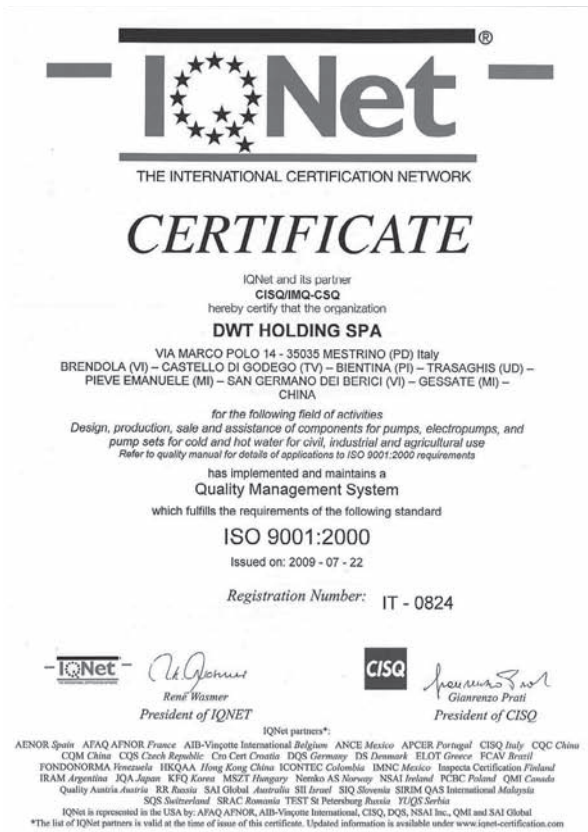 IQNet ®
THE INTERNATIONAL CERTIFICATION NETWORK
CERTIFICATE
IQNet and its partner
CISQ/IMQ-CSQ
hereby certify that the organization
DWT HOLDING SPA
VIA MARCO POLO 14 - 35035 MESTRINO (PD) Italy
BRENDOLA (VI) – CASTELLO DI GODEGO (TV) – BIENTINA (PI) – TRASAGHIS (UD) –
PIEVE EMANUELE (MI) – SAN GERMANO DEI BERICI (VI) – GESSATE (MI) –
CHINA
for the following field of activities
Design, production, sale and assistance of components for pumps, electropumps, and
pump sets for cold and hot water for civil, industrial and agricultural use
Refer to quality manual for details of applications to ISO 9001:2000 requirements
has implemented and maintains a
Quality Management System
which fulfills the requirements of the following standard
ISO 9001:2000
Issued on: 2009 - 07 - 22
Registration Number: IT - 0824
IQNet
CISQ
René Wasmer
Gianrenzo Prati
President of IQNET
President of CISQ
IQNet partners*:
AENOR Spain AFAQ AFNOR France AIB-Vinçotte International Belgium ANCE Mexico APCER Portugal CISQ Italy CQC China
CQM China CQS Czech Republic Cro Cert Croatia DQS Germany DS Denmark ELOT Greece FCAV Brazil
FONDONORMA Venezuela HKQAA Hong Kong China ICONTEC Colombia IMNC Mexico Inspecta Certification Finland
IRAM Argentina JQA Japan KFQ Korea MSZT Hungary Nemko AS Norway NSAI Ireland PCBC Poland QMI Canada
Quality Austria Austria RR Russia SAI Global Australia SII Israel SIQ Slovenia SIRIM QAS International Malaysia
SQS Switzerland SRAC Romania TEST St Petersburg Russia YUQS Serbia
IQNet is represented in the USA by: AFAQ AFNOR, AIB-Vinçotte International, CISQ, DQS, NSAI Inc., QMI and SAI Global
*The list of IQNet partners is valid at the time of issue of this certificate. Updated information is available under www.iqnet-certification.com